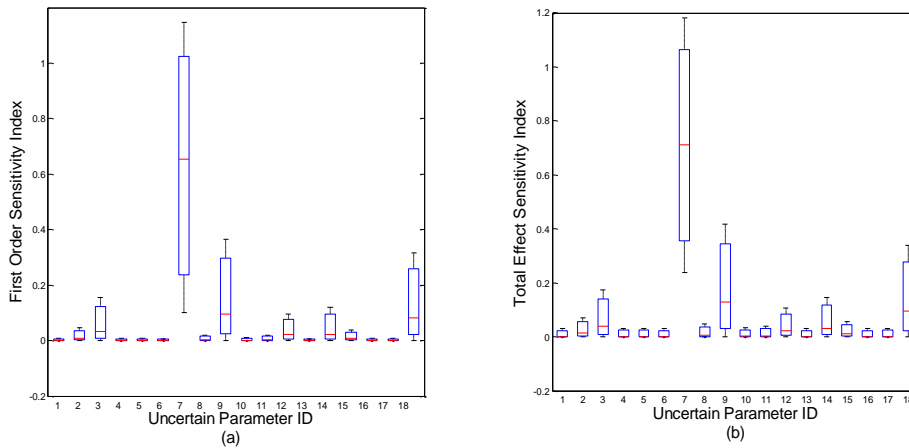 First Order Sensitivity Index
1
0.8
0.6
0.4
0.2
0
-0.2
1 2 3 4 5 6 7 8 9 10 11 12 13 14 15 16 17 18
Uncertain Parameter ID
(a)
Total Effect Sensitivity Index
1.2
1
0.8
0.6
0.4
0.2
0
-0.2
1 2 3 4 5 6 7 8 9 10 11 12 13 14 15 16 17 18
Uncertain Parameter ID
(b)